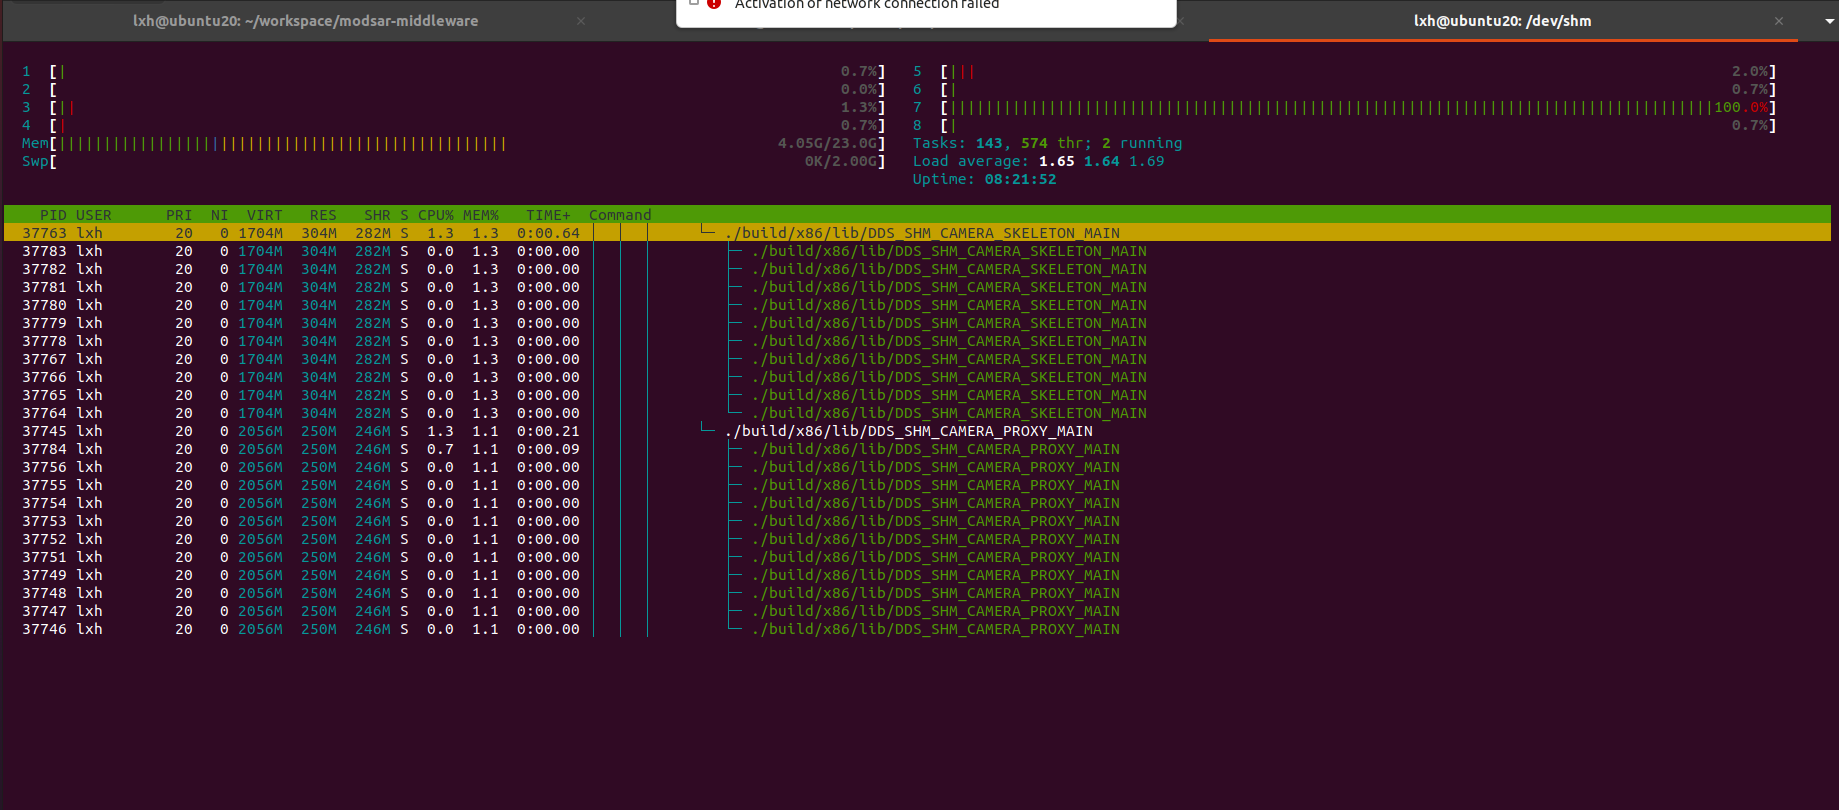 Activation of network connection failed
lxh@ubuntu20: ~/workspace/modsar-middleware × × lxh@ubuntu20: /dev/shm ×
1 [| 0.7%] 5 [||| 2.0%]
2 [ 0.0%] 6 [| 0.7%]
3 [|| 1.3%] 7 [||||||||||||||||||||||||||||||||||||||||||||||||||||||||||||||||||||||||||||||||||||||100.0%]
4 [| 0.7%] 8 [| 0.7%]
Mem[|||||||||||||||||||||||||||||||||||||||||||||||||| 4.05G/23.0G] Tasks: 143, 574 thr; 2 running
Swp[ 0K/2.00G] Load average: 1.65 1.64 1.69
Uptime: 08:21:52
PID USER PRI NI VIRT RES SHR S CPU% MEM% TIME+ Command
37763 lxh 20 0 1704M 304M 282M S 1.3 1.3 0:00.64 ./build/x86/lib/DDS_SHM_CAMERA_SKELETON_MAIN
37783 lxh 20 0 1704M 304M 282M S 0.0 1.3 0:00.00 ./build/x86/lib/DDS_SHM_CAMERA_SKELETON_MAIN
37782 lxh 20 0 1704M 304M 282M S 0.0 1.3 0:00.00 ./build/x86/lib/DDS_SHM_CAMERA_SKELETON_MAIN
37781 lxh 20 0 1704M 304M 282M S 0.0 1.3 0:00.00 ./build/x86/lib/DDS_SHM_CAMERA_SKELETON_MAIN
37780 lxh 20 0 1704M 304M 282M S 0.0 1.3 0:00.00 ./build/x86/lib/DDS_SHM_CAMERA_SKELETON_MAIN
37779 lxh 20 0 1704M 304M 282M S 0.0 1.3 0:00.00 ./build/x86/lib/DDS_SHM_CAMERA_SKELETON_MAIN
37778 lxh 20 0 1704M 304M 282M S 0.0 1.3 0:00.00 ./build/x86/lib/DDS_SHM_CAMERA_SKELETON_MAIN
37767 lxh 20 0 1704M 304M 282M S 0.0 1.3 0:00.00 ./build/x86/lib/DDS_SHM_CAMERA_SKELETON_MAIN
37766 lxh 20 0 1704M 304M 282M S 0.0 1.3 0:00.00 ./build/x86/lib/DDS_SHM_CAMERA_SKELETON_MAIN
37765 lxh 20 0 1704M 304M 282M S 0.0 1.3 0:00.00 ./build/x86/lib/DDS_SHM_CAMERA_SKELETON_MAIN
37764 lxh 20 0 1704M 304M 282M S 0.0 1.3 0:00.00 ./build/x86/lib/DDS_SHM_CAMERA_SKELETON_MAIN
37745 lxh 20 0 2056M 250M 246M S 1.3 1.1 0:00.21 ./build/x86/lib/DDS_SHM_CAMERA_PROXY_MAIN
37784 lxh 20 0 2056M 250M 246M S 0.7 1.1 0:00.09 ./build/x86/lib/DDS_SHM_CAMERA_PROXY_MAIN
37756 lxh 20 0 2056M 250M 246M S 0.0 1.1 0:00.00 ./build/x86/lib/DDS_SHM_CAMERA_PROXY_MAIN
37755 lxh 20 0 2056M 250M 246M S 0.0 1.1 0:00.00 ./build/x86/lib/DDS_SHM_CAMERA_PROXY_MAIN
37754 lxh 20 0 2056M 250M 246M S 0.0 1.1 0:00.00 ./build/x86/lib/DDS_SHM_CAMERA_PROXY_MAIN
37753 lxh 20 0 2056M 250M 246M S 0.0 1.1 0:00.00 ./build/x86/lib/DDS_SHM_CAMERA_PROXY_MAIN
37752 lxh 20 0 2056M 250M 246M S 0.0 1.1 0:00.00 ./build/x86/lib/DDS_SHM_CAMERA_PROXY_MAIN
37751 lxh 20 0 2056M 250M 246M S 0.0 1.1 0:00.00 ./build/x86/lib/DDS_SHM_CAMERA_PROXY_MAIN
37749 lxh 20 0 2056M 250M 246M S 0.0 1.1 0:00.00 ./build/x86/lib/DDS_SHM_CAMERA_PROXY_MAIN
37748 lxh 20 0 2056M 250M 246M S 0.0 1.1 0:00.00 ./build/x86/lib/DDS_SHM_CAMERA_PROXY_MAIN
37747 lxh 20 0 2056M 250M 246M S 0.0 1.1 0:00.00 ./build/x86/lib/DDS_SHM_CAMERA_PROXY_MAIN
37746 lxh 20 0 2056M 250M 246M S 0.0 1.1 0:00.00 ./build/x86/lib/DDS_SHM_CAMERA_PROXY_MAIN